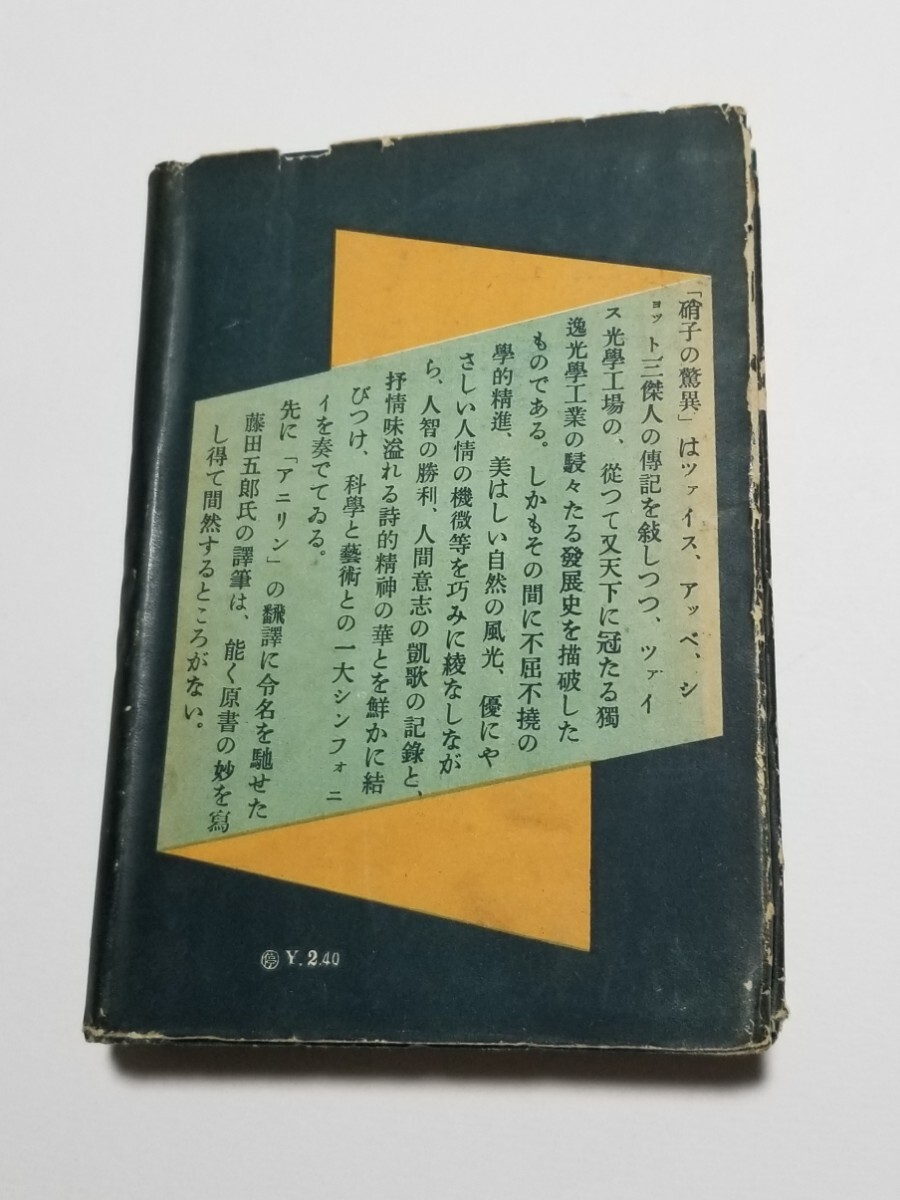 「硝子の驚異」はツァイス、アッベ、シ
ョット三傑人の傳記を敍しつつ、ツァイ
ス光學工場の、從つて又天下に冠たる獨
逸光學工業の駸々たる發展史を描破した
ものである。しかもその間に不屈不撓の
學的精進、美はしい自然の風光、優にや
さしい人情の機微等を巧みに綾なしなが
ら、人智の勝利、人間意志の凱歌の記錄と、
抒情味溢れる詩的精神の華とを鮮かに結
びつけ、科學と藝術との一大シンフォニ
イを奏でてゐる。
先に「アニリン」の飜譯に令名を馳せた
藤田五郎氏の譯筆は、能く原書の妙を寫
し得て間然するところがない。
㊝ Y. 2.40